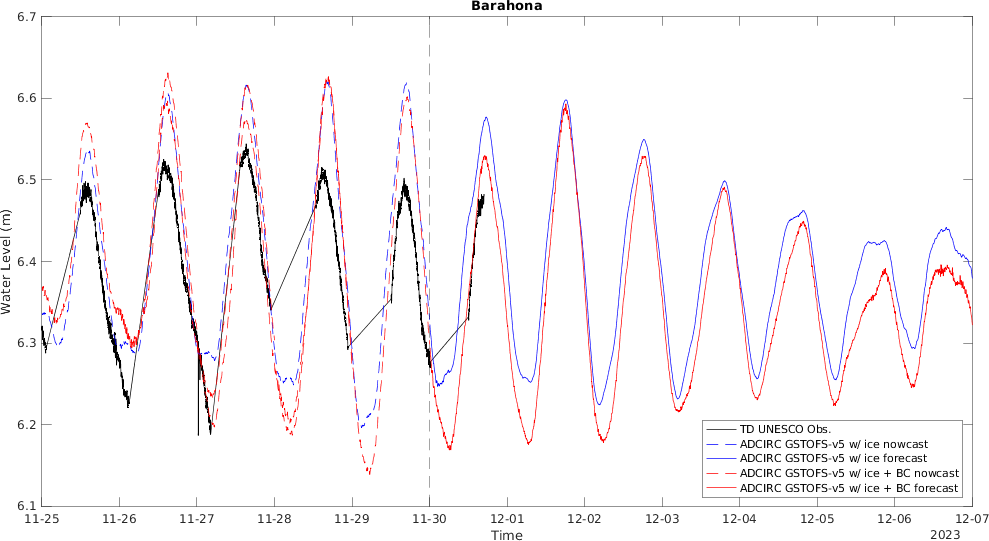 Barahona
6.7
6.6
6.5
6.4
6.3
6.2
6.1
Water Level (m)
TD UNESCO Obs.
ADCIRC GSTOFS-v5 w/ ice nowcast
ADCIRC GSTOFS-v5 w/ ice forecast
ADCIRC GSTOFS-v5 w/ ice + BC nowcast
ADCIRC GSTOFS-v5 w/ ice + BC forecast
11-25 11-26 11-27 11-28 11-29 11-30 12-01 12-02 12-03 12-04 12-05 12-06 12-07
Time
2023